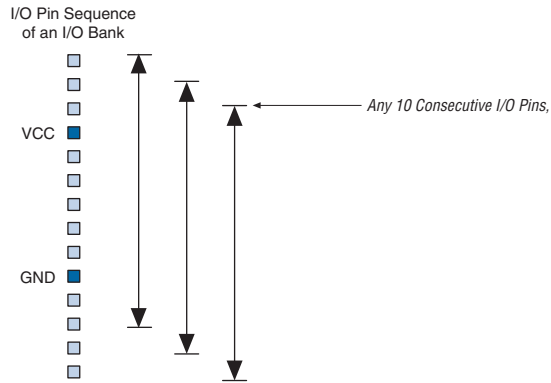 I/O Pin Sequence
of an I/O Bank
Any 10 Consecutive I/O Pins,
VCC
GND